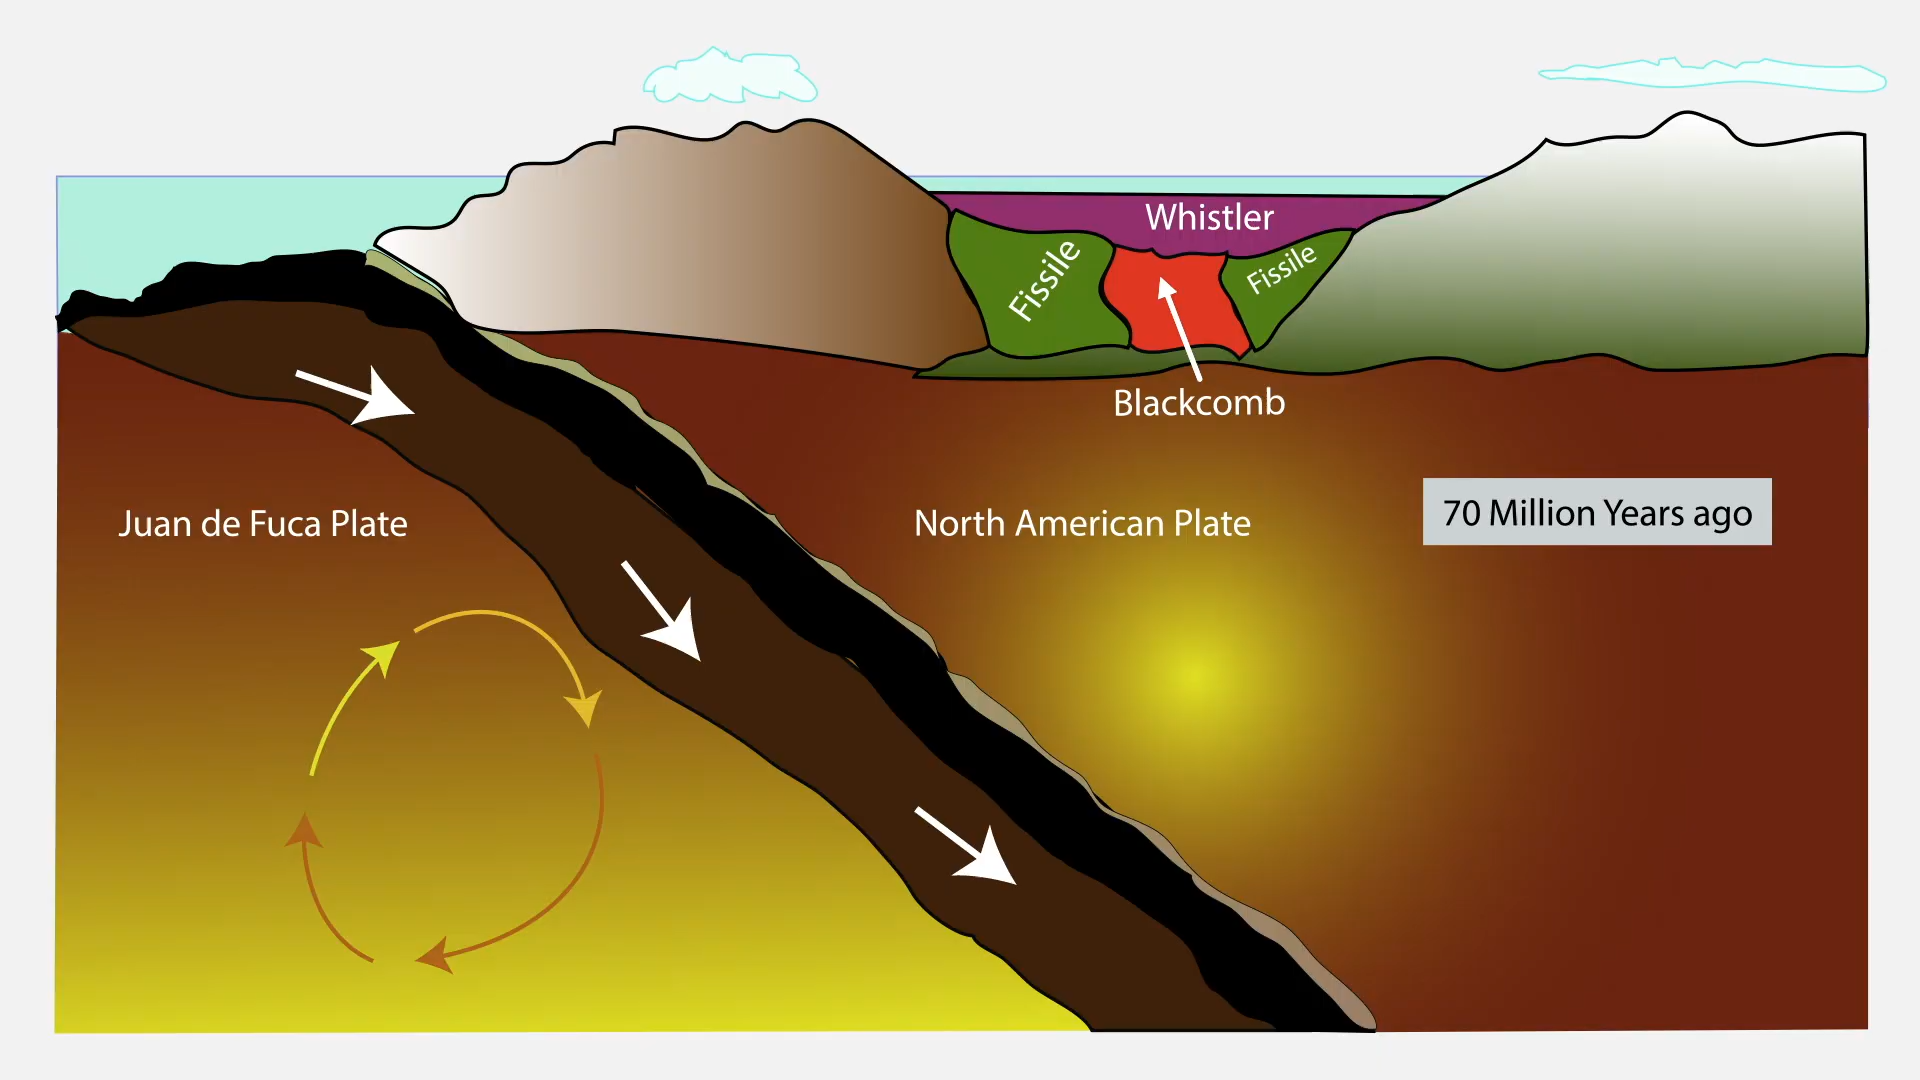 Whistler
Fissile
Fissile
Blackcomb
Juan de Fuca Plate
North American Plate
70 Million Years ago